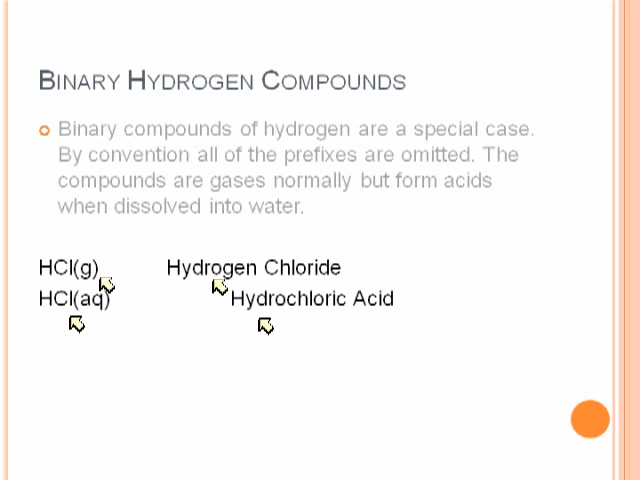 BINARY HYDROGEN COMPOUNDS
Binary compounds of hydrogen are a special case.
By convention all of the prefixes are omitted. The
compounds are gases normally but form acids
when dissolved into water.
HCl(g) Hydrogen Chloride
HCl(aq) Hydrochloric Acid